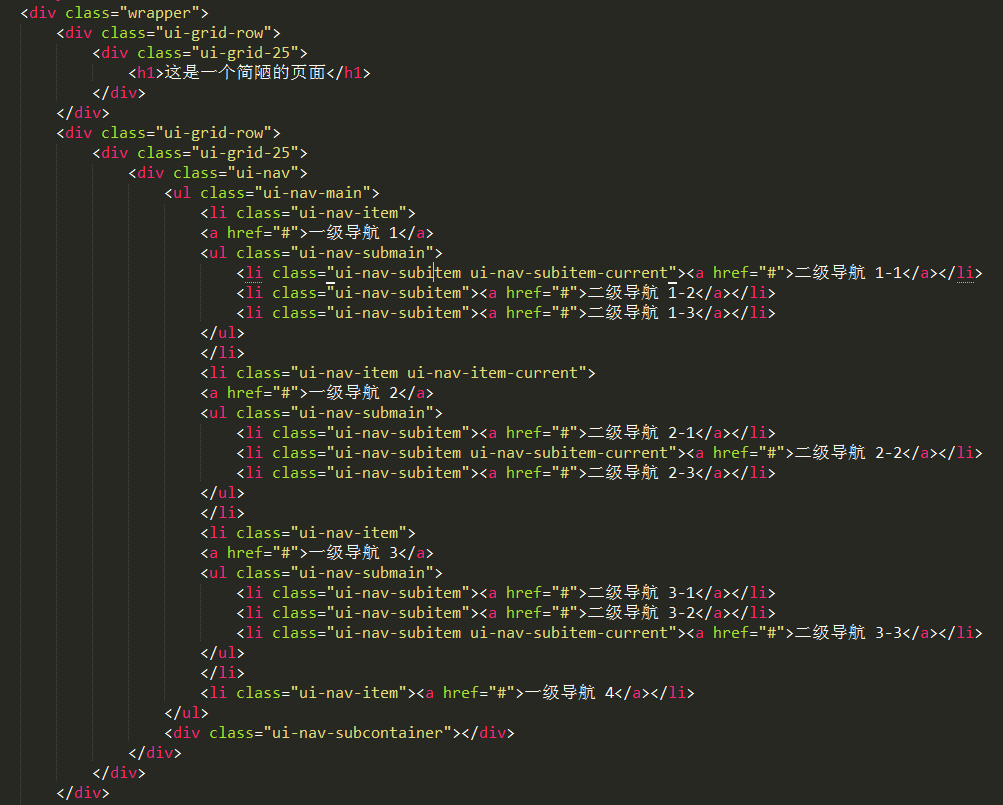 <div class="wrapper">
<div class="ui-grid-row">
<div class="ui-grid-25">
<h1>这是一个简陋的页面</h1>
</div>
</div>
<div class="ui-grid-row">
<div class="ui-grid-25">
<div class="ui-nav">
<ul class="ui-nav-main">
<li class="ui-nav-item">
<a href="#">一级导航 1</a>
<ul class="ui-nav-submain">
<li class="ui-nav-subitem ui-nav-subitem-current"><a href="#">二级导航 1-1</a></li>
<li class="ui-nav-subitem"><a href="#">二级导航 1-2</a></li>
<li class="ui-nav-subitem"><a href="#">二级导航 1-3</a></li>
</ul>
</li>
<li class="ui-nav-item ui-nav-item-current">
<a href="#">一级导航 2</a>
<ul class="ui-nav-submain">
<li class="ui-nav-subitem"><a href="#">二级导航 2-1</a></li>
<li class="ui-nav-subitem ui-nav-subitem-current"><a href="#">二级导航 2-2</a></li>
<li class="ui-nav-subitem"><a href="#">二级导航 2-3</a></li>
</ul>
</li>
<li class="ui-nav-item">
<a href="#">一级导航 3</a>
<ul class="ui-nav-submain">
<li class="ui-nav-subitem"><a href="#">二级导航 3-1</a></li>
<li class="ui-nav-subitem"><a href="#">二级导航 3-2</a></li>
<li class="ui-nav-subitem ui-nav-subitem-current"><a href="#">二级导航 3-3</a></li>
</ul>
</li>
<li class="ui-nav-item"><a href="#">一级导航 4</a></li>
</ul>
<div class="ui-nav-subcontainer"></div>
</div>
</div>
</div>